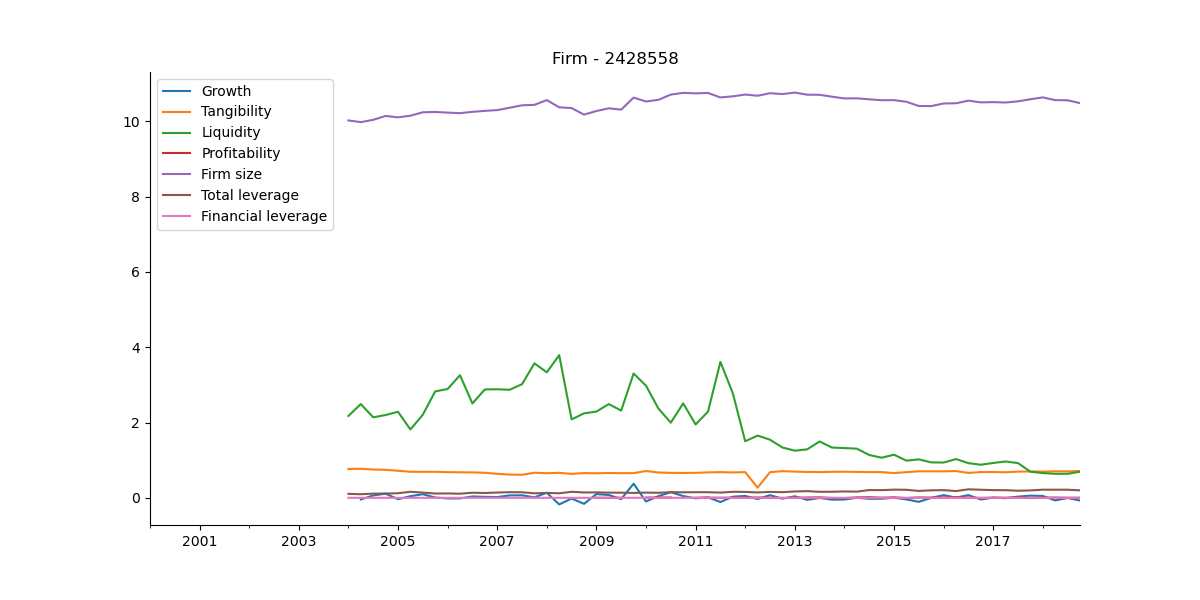 Firm - 2428558
Growth
Tangibility
Liquidity
Profitability
Firm size
Total leverage
Financial leverage
10
8
6
4
2
0
2001 2003 2005 2007 2009 2011 2013 2015 2017